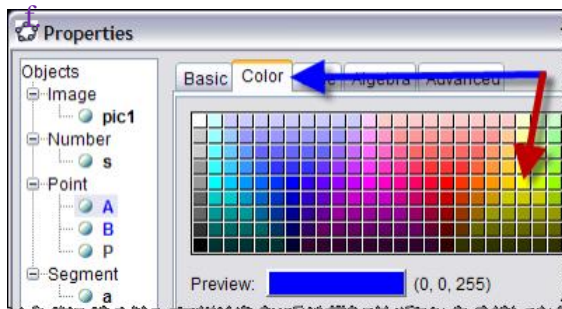 f
Properties
Objects
Image
pic1
Number
s
Point
A
B
P
Segment
a
Basic Color Algebra Advanced
Preview: (0, 0, 255)